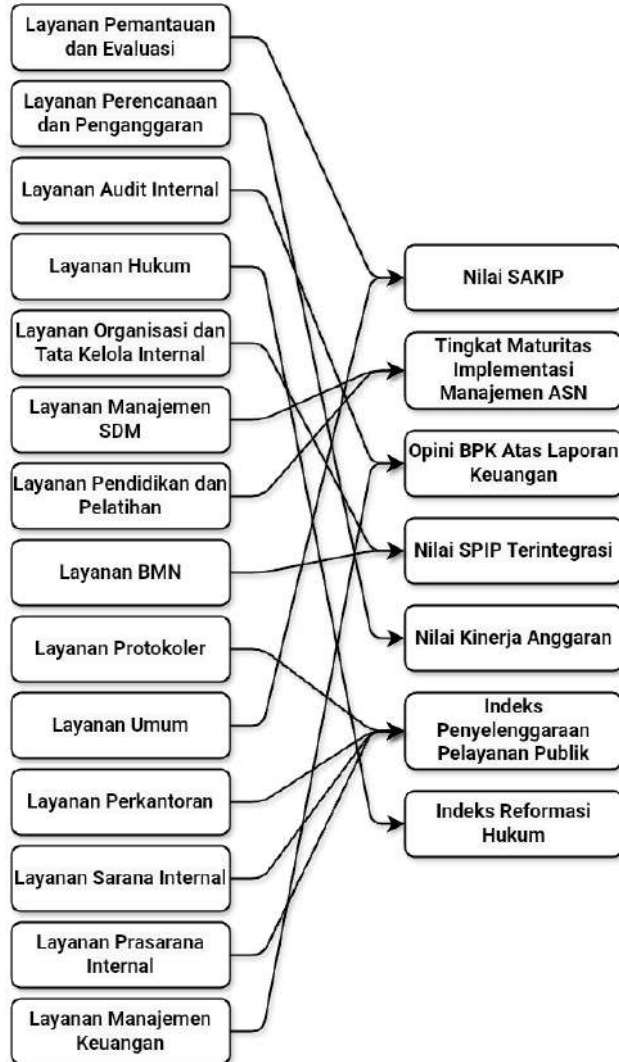 Layanan Pemantauan
dan Evaluasi
Layanan Perencanaan
dan Penganggaran
Layanan Audit Internal
Layanan Hukum
Layanan Organisasi dan
Tata Kelola Internal
Layanan Manajemen
SDM
Layanan Pendidikan dan
Pelatihan
Layanan BMN
Layanan Protokoler
Layanan Umum
Layanan Perkantoran
Layanan Sarana Internal
Layanan Prasarana
Internal
Layanan Manajemen
Keuangan
Nilai SAKIP
Tingkat Maturitas
Implementasi
Manajemen ASN
Opini BPK Atas Laporan
Keuangan
Nilai SPIP Terintegrasi
Nilai Kinerja Anggaran
Indeks
Penyelenggaraan
Pelayanan Publik
Indeks Reformasi
Hukum